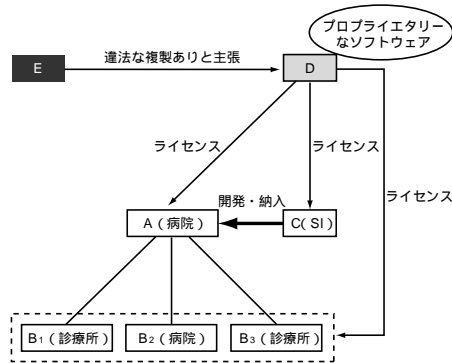 プロプライエタリー
なソフトウェア
違法な複製ありと主張
E
D
ライセンス
ライセンス
ライセンス
開発・納入
A（病院）
C（SI）
B1（診療所）
B2（病院）
B3（診療所）